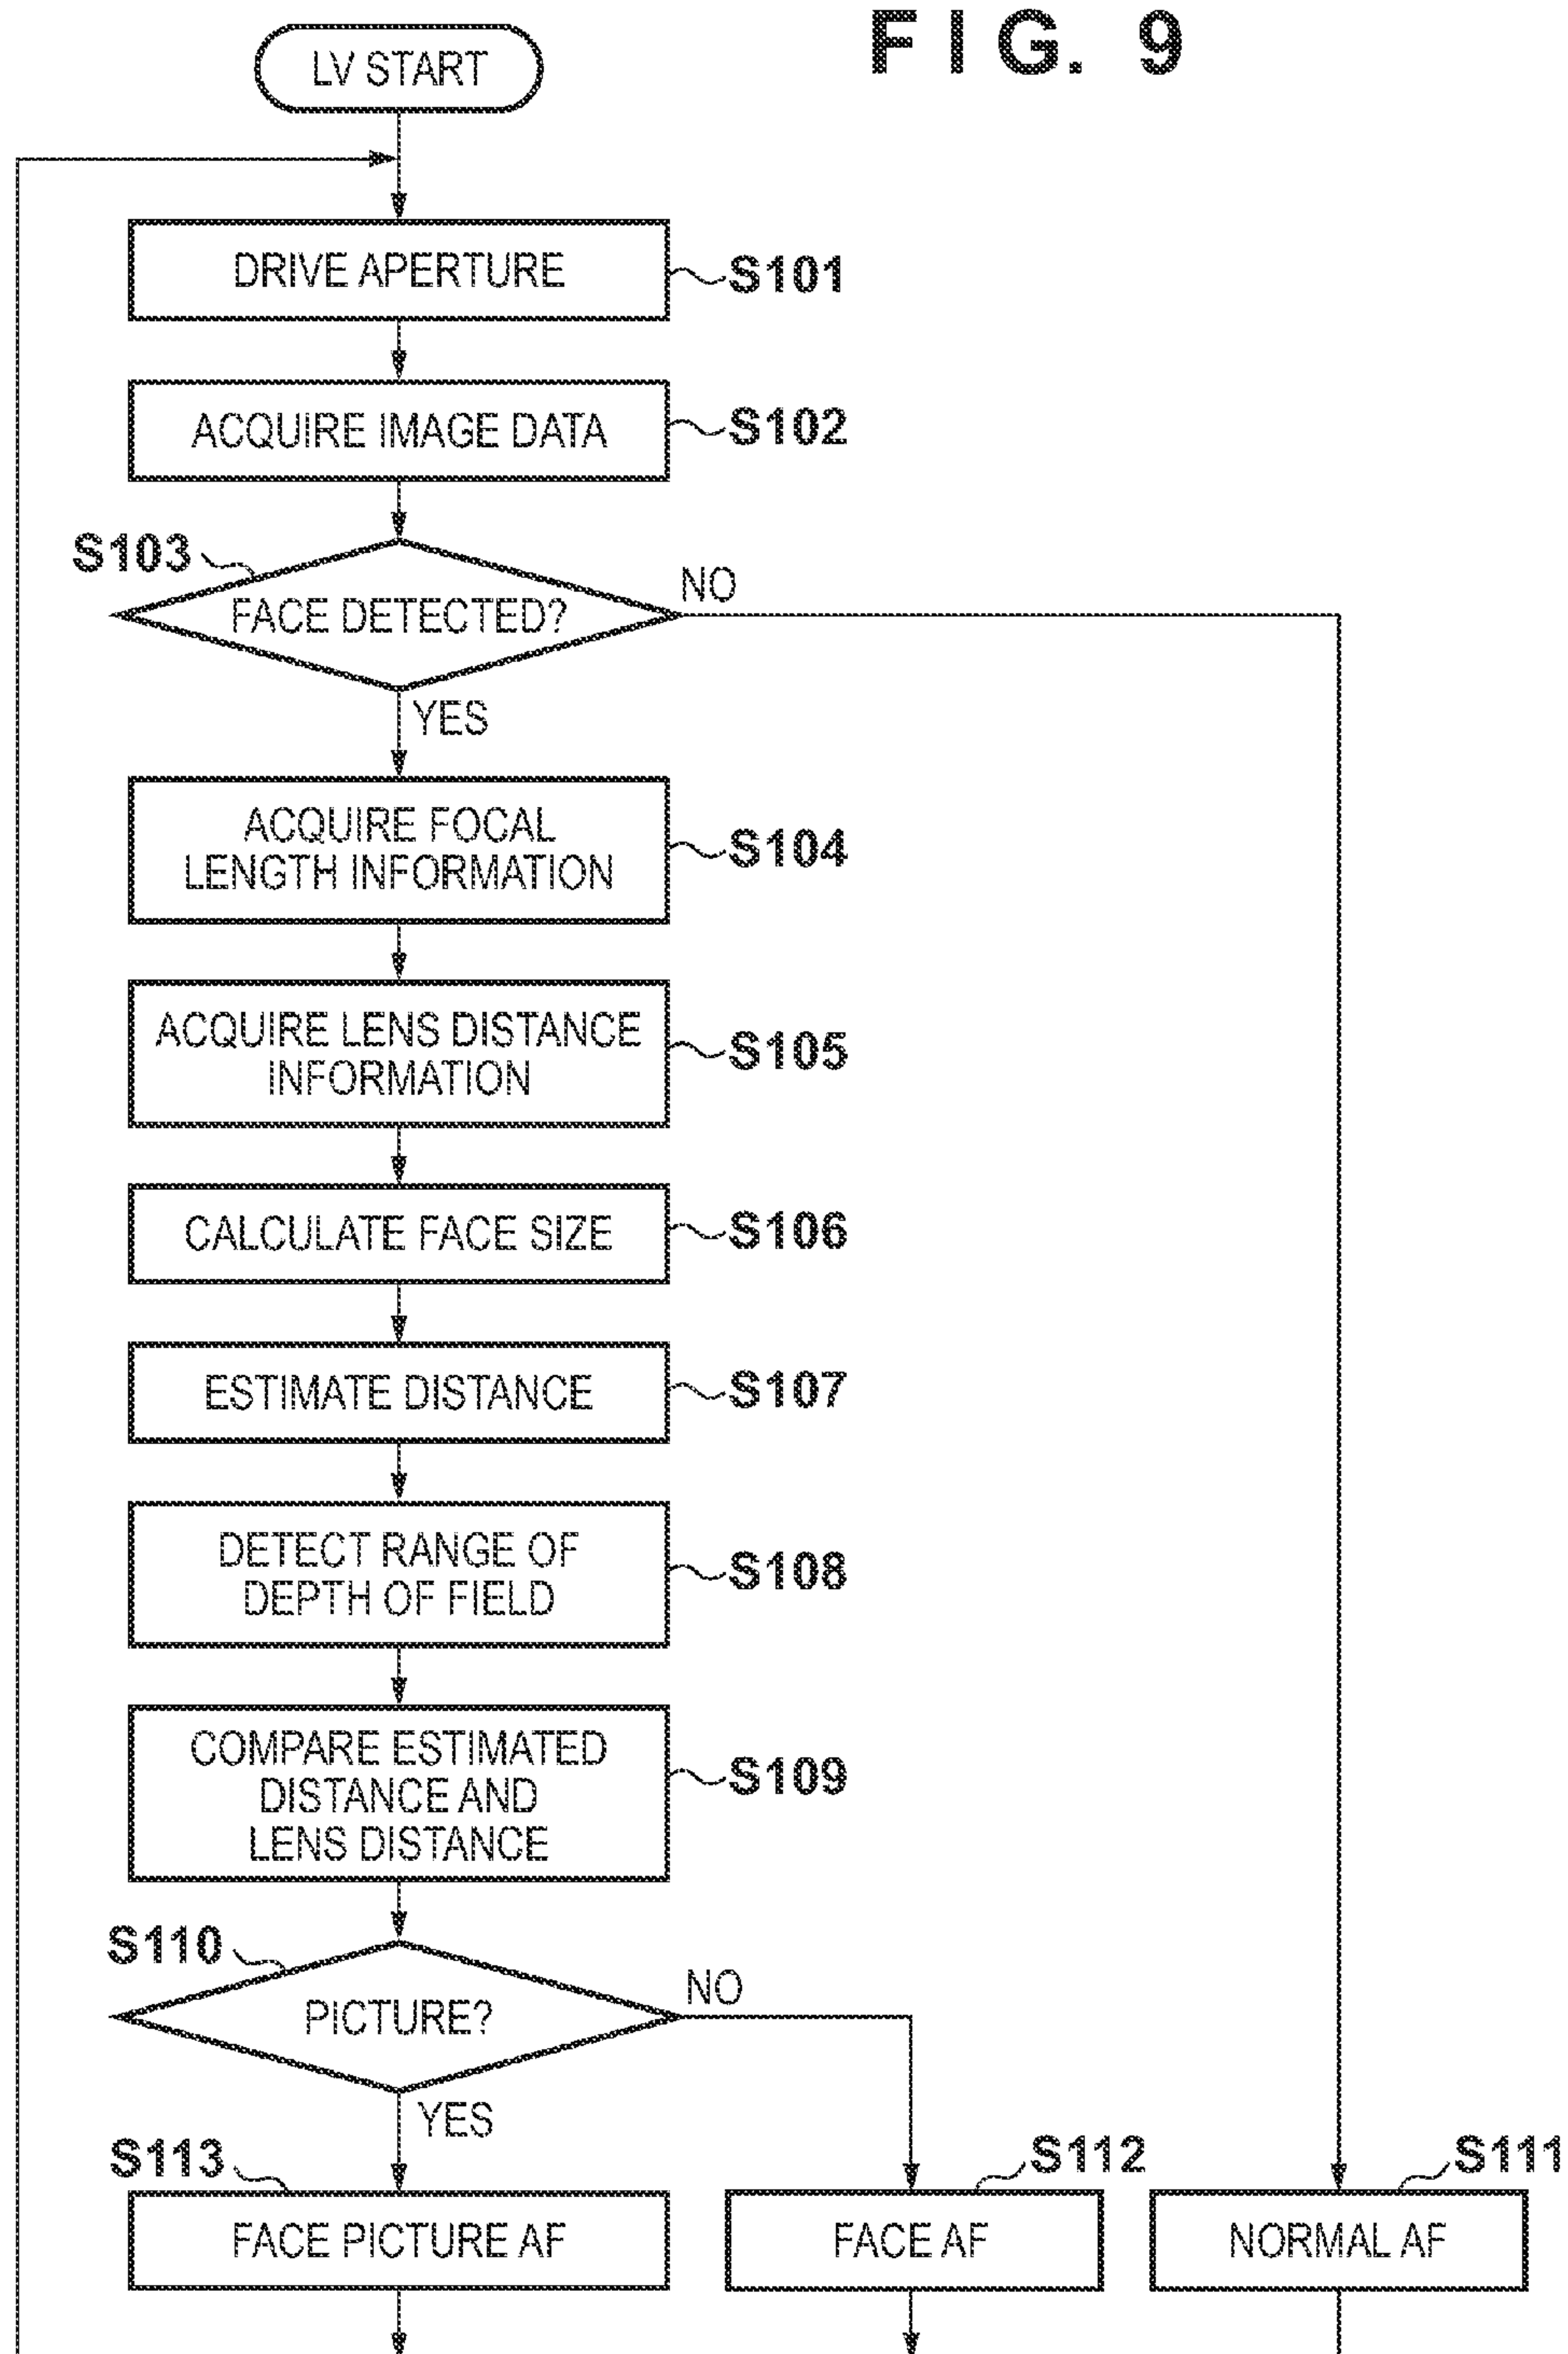 FIG. 9
LV START
DRIVE APERTURE
S101
ACQUIRE IMAGE DATA
S102
S103
FACE DETECTED?
NO
YES
ACQUIRE FOCAL
LENGTH INFORMATION
S104
ACQUIRE LENS DISTANCE
INFORMATION
S105
CALCULATE FACE SIZE
S106
ESTIMATE DISTANCE
S107
DETECT RANGE OF
DEPTH OF FIELD
S108
COMPARE ESTIMATED
DISTANCE AND
LENS DISTANCE
S109
S110
PICTURE?
NO
YES
S113
FACE PICTURE AF
S112
FACE AF
S111
NORMAL AF